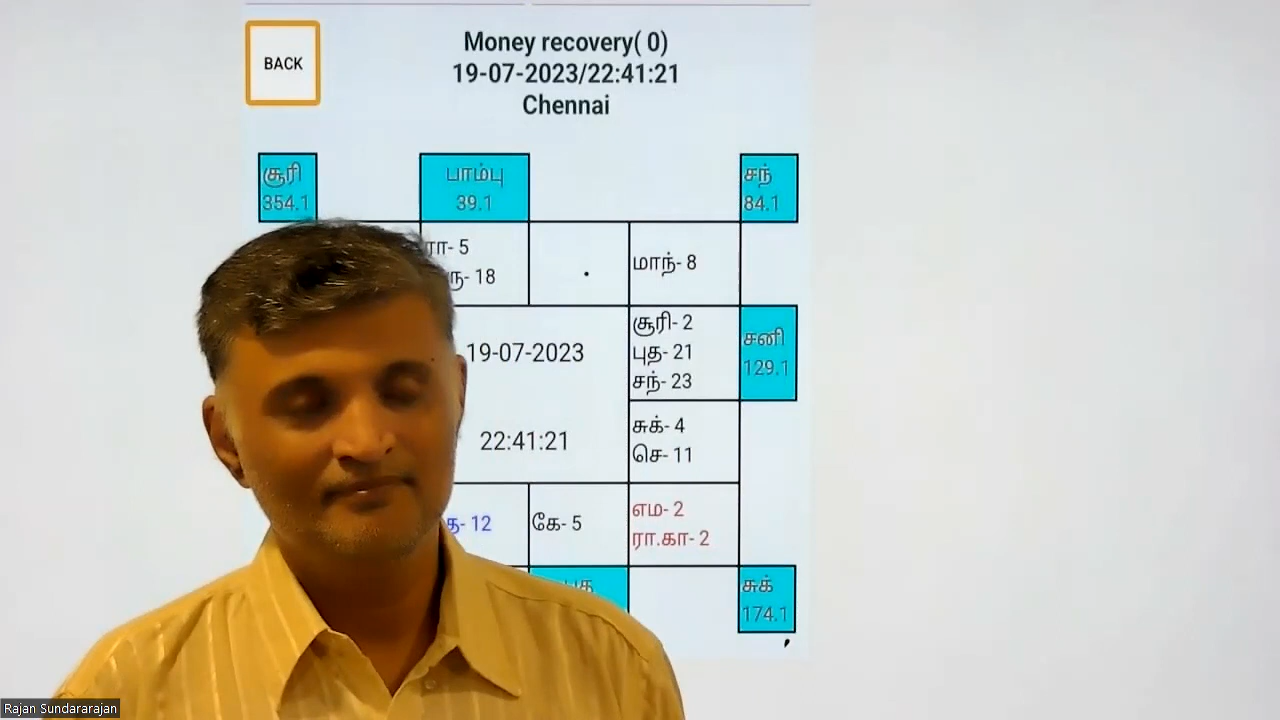 BACK
Money recovery( 0)
19-07-2023/22:41:21
Chennai
சூரி
354.1
பாம்பு
39.1
சந்
84.1
- 5
- 18
மாந்- 8
19-07-2023
22:41:21
சூரி- 2
புத- 21
சந்- 23
சனி
129.1
சுக்- 4
செ- 11
- 12
கே- 5
எம- 2
ரா.கா- 2
சுக்
174.1
Rajan Sundararajan